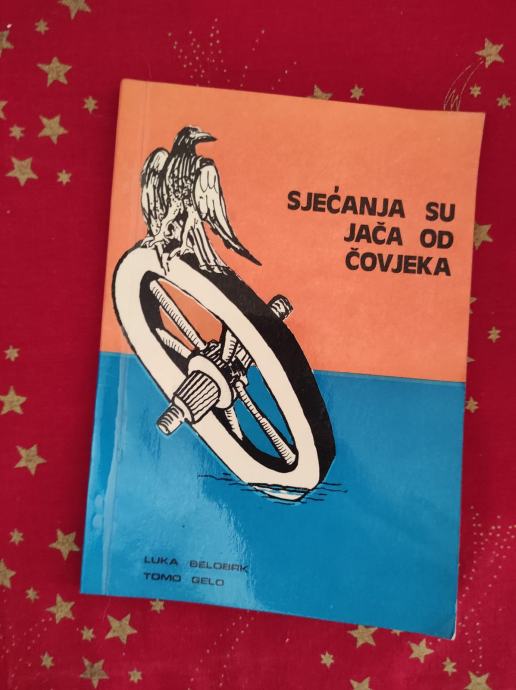 SJEĆANJA SU
JAČA OD
ČOVJEKA
LUKA BELOBRK
TOMO GELO